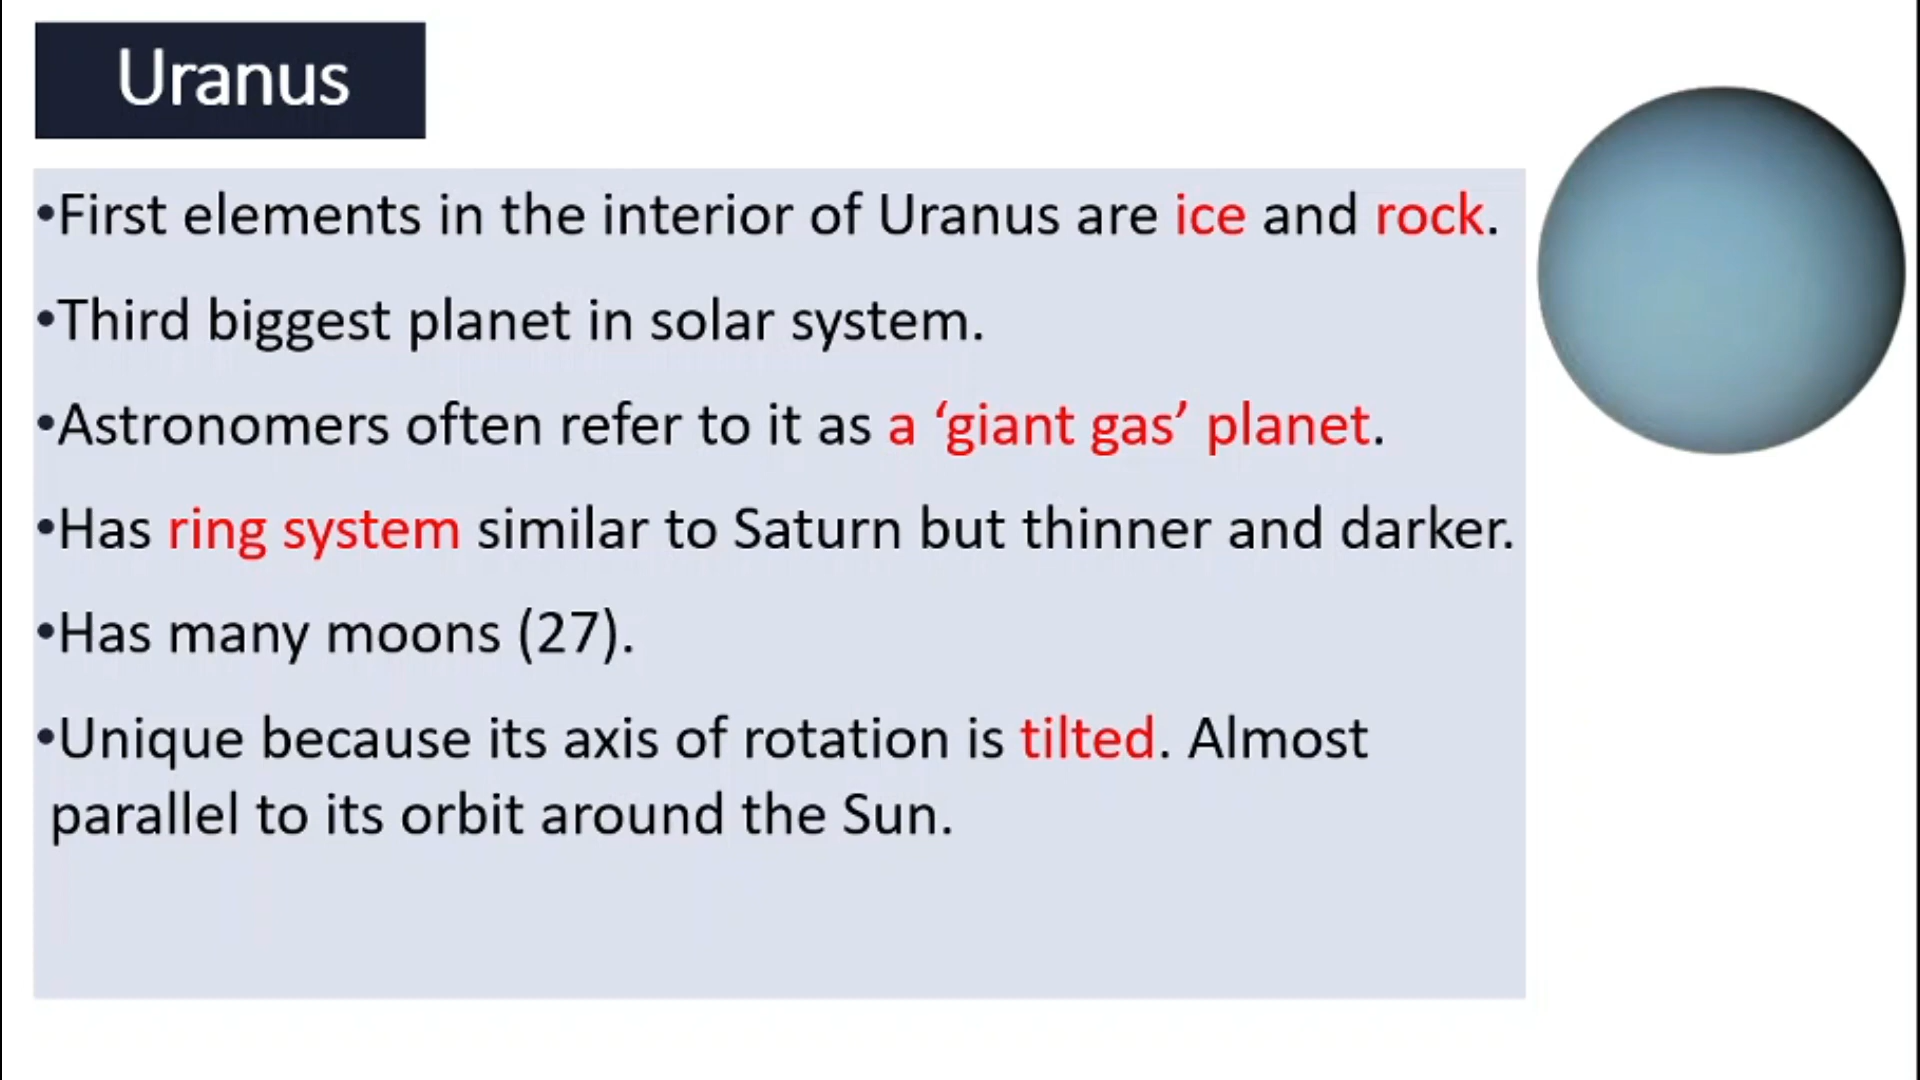 Uranus
•First elements in the interior of Uranus are ice and rock.
•Third biggest planet in solar system.
•Astronomers often refer to it as a ‘giant gas’ planet.
•Has ring system similar to Saturn but thinner and darker.
•Has many moons (27).
•Unique because its axis of rotation is tilted. Almost
parallel to its orbit around the Sun.